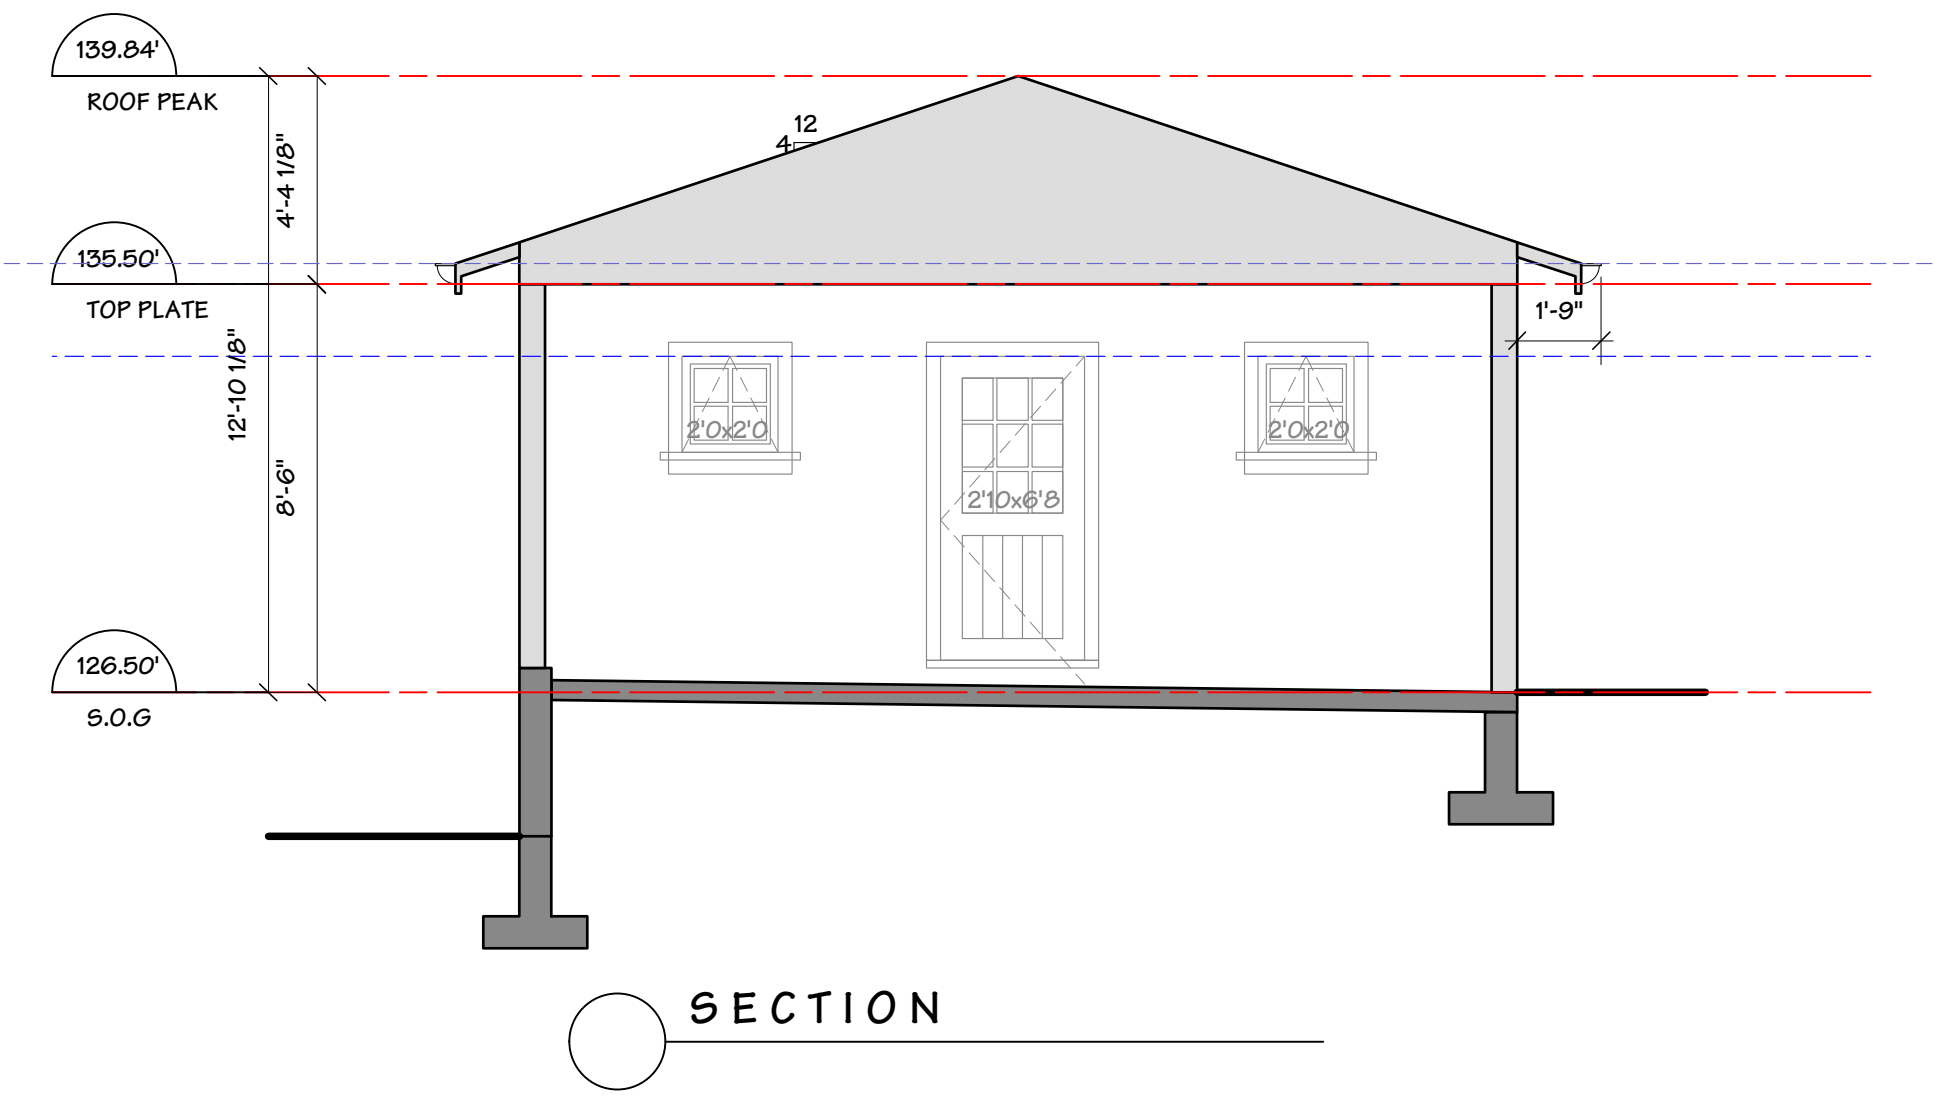 139.84'
ROOF PEAK
12
4
4'-4 1/8"
135.50'
TOP PLATE
1'-9"
12'-10 1/8"
2'0x2'0
2'0x2'0
8'-6"
2'10x6'8
126.50'
S.O.G
SECTION